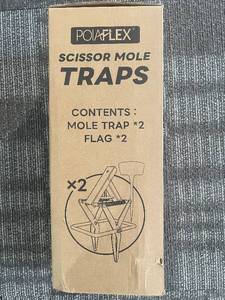 POIAFLEX
SCISSOR MOLE
TRAPS
CONTENTS :
MOLE TRAP *2
FLAG *2
×2